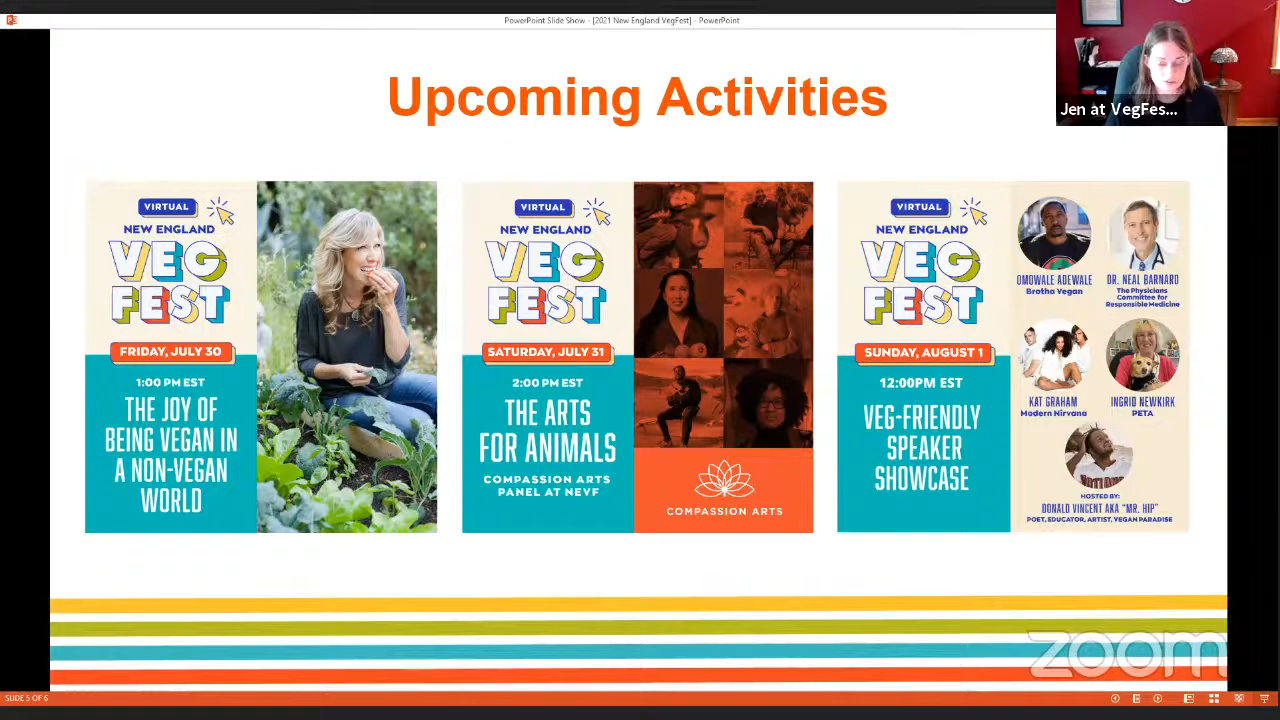 PowerPoint Slide Show - [2021 New England VegFest] - PowerPoint
Upcoming Activities
Jen at VegFes...
VIRTUAL
NEW ENGLAND
VEG
FEST
FRIDAY, JULY 30
1:00 PM EST
THE JOY OF
BEING VEGAN IN
A NON-VEGAN
WORLD
VIRTUAL
NEW ENGLAND
VEG
FEST
SATURDAY, JULY 31
2:00 PM EST
THE ARTS
FOR ANIMALS
COMPASSION ARTS
PANEL AT NEVF
COMPASSION ARTS
VIRTUAL
NEW ENGLAND
VEG
FEST
SUNDAY, AUGUST 1
12:00PM EST
VEG-FRIENDLY
SPEAKER
SHOWCASE
OMOWALE ADEWALE
Brotha Vegan
DR. NEAL BARNARD
The Physicians
Committee for
Responsible Medicine
KAT GRAHAM
Modern Nirvana
INGRID NEWKIRK
PETA
HOSTED BY:
DONALD VINCENT AKA "MR. HIP"
POET, EDUCATOR, ARTIST, VEGAN PARADISE
zoom
SLIDE 5 OF 6